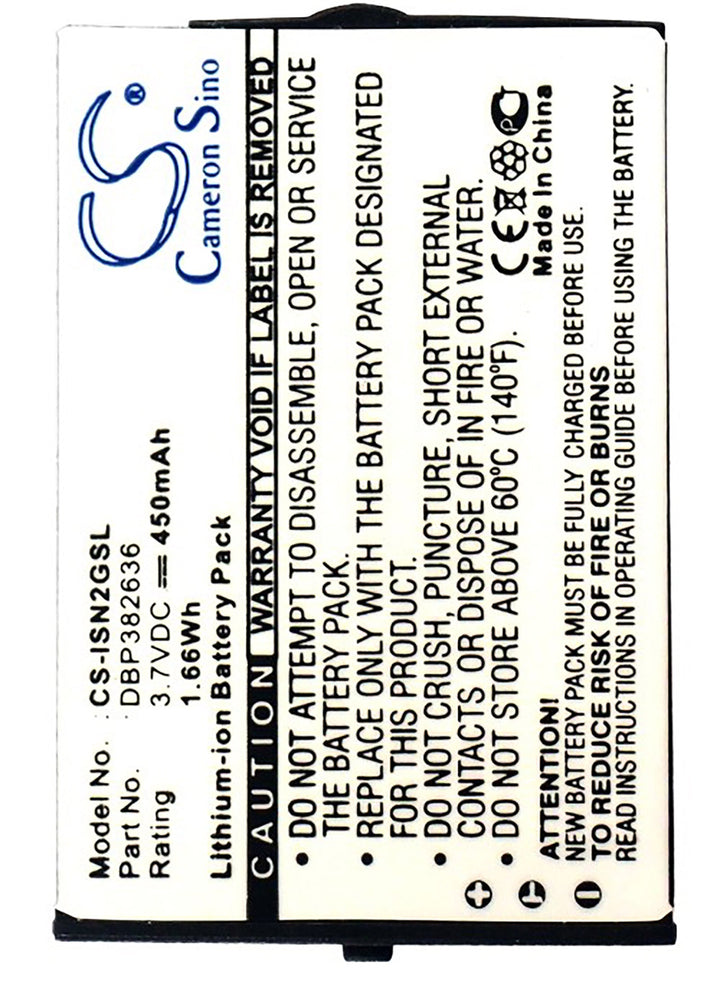 CS®
Cameron Sino
Model No. : CS-ISN2GSL
Part No. : DBP382636
Rating : 3.7VDC ⎓ 450mAh
1.66Wh
Lithium-ion Battery Pack
CAUTION WARRANTY VOID IF LABEL IS REMOVED
• DO NOT ATTEMPT TO DISASSEMBLE, OPEN OR SERVICE
THE BATTERY PACK.
• REPLACE ONLY WITH THE BATTERY PACK DESIGNATED
FOR THIS PRODUCT.
• DO NOT CRUSH, PUNCTURE, SHORT EXTERNAL
CONTACTS OR DISPOSE OF IN FIRE OR WATER.
• DO NOT STORE ABOVE 60°C (140°F).
CE PC
Made In China
ATTENTION!
NEW BATTERY PACK MUST BE FULLY CHARGED BEFORE USE.
TO REDUCE RISK OF FIRE OR BURNS
READ INSTRUCTIONS IN OPERATING GUIDE BEFORE USING THE BATTERY.
+
T
-